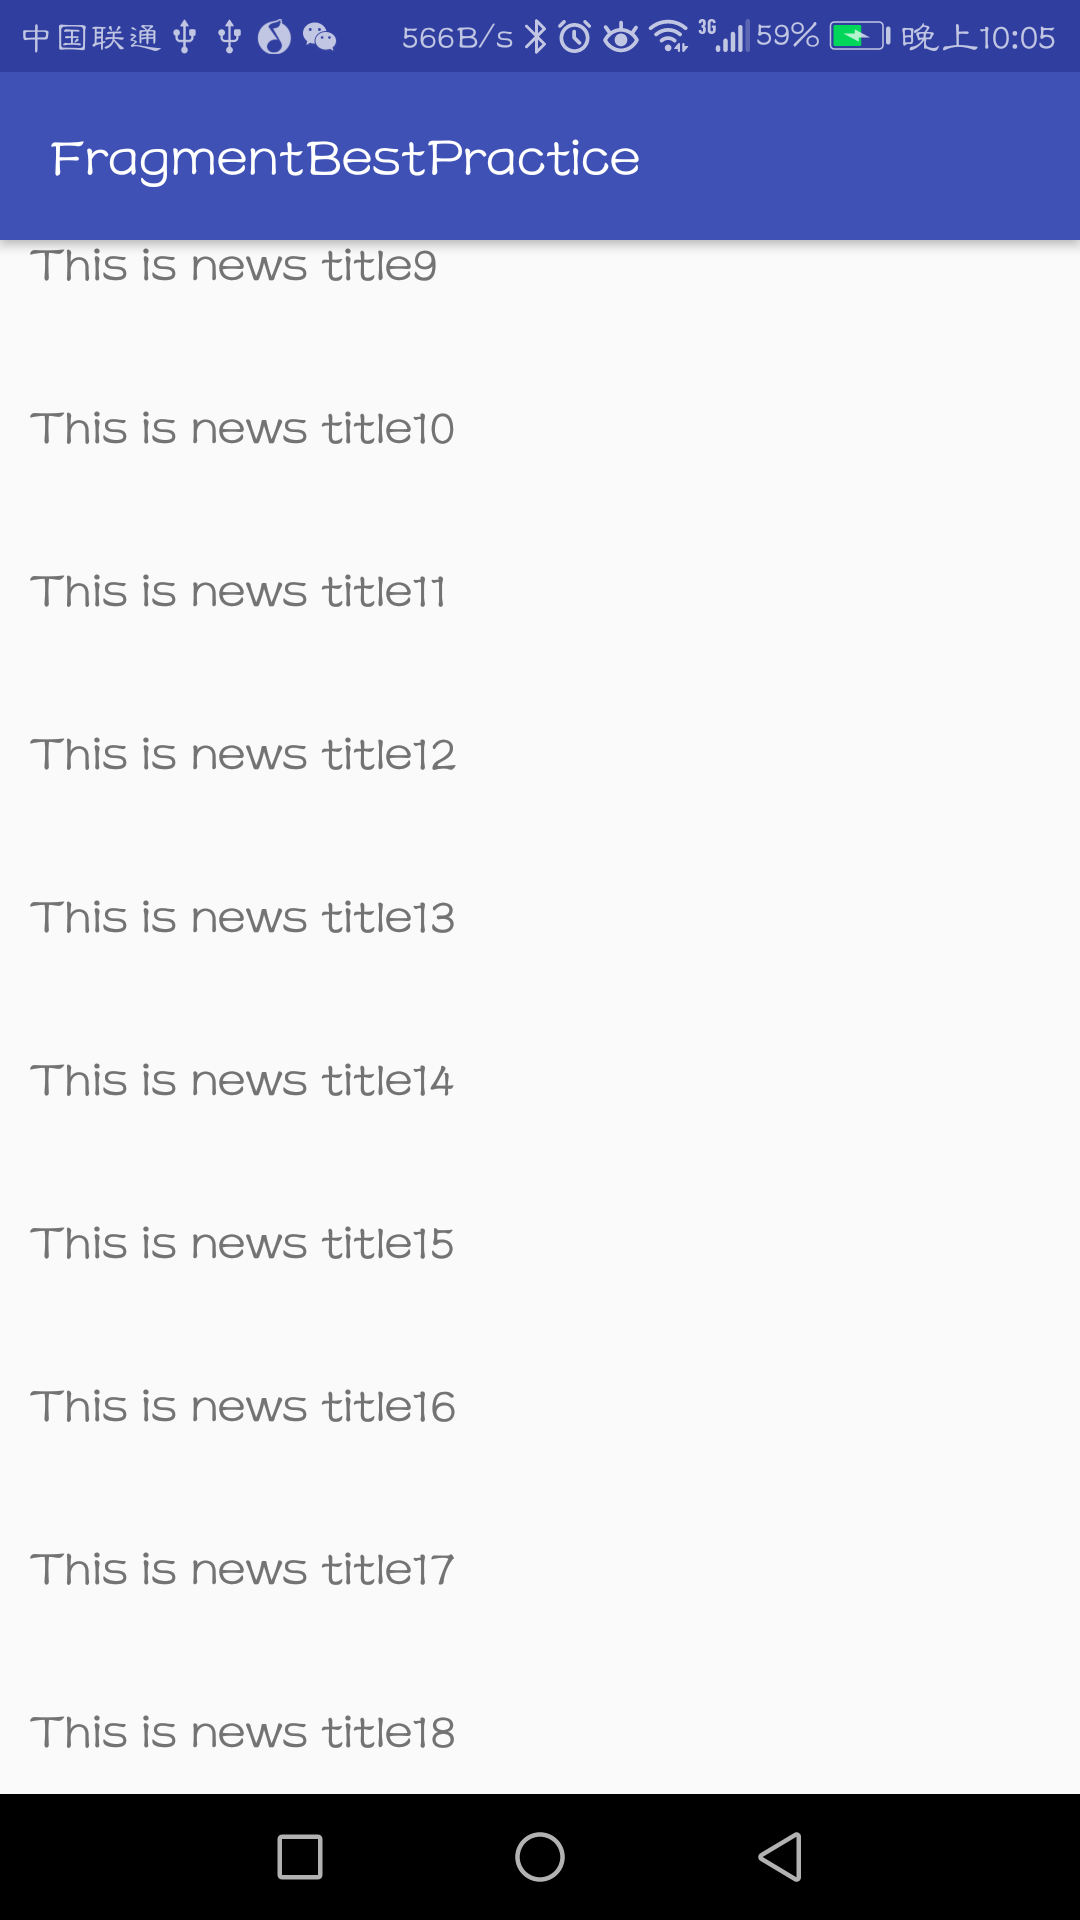 中国联通 566B/s 3G 59% 晚上10:05
FragmentBestPractice
This is news title9
This is news title10
This is news title11
This is news title12
This is news title13
This is news title14
This is news title15
This is news title16
This is news title17
This is news title18